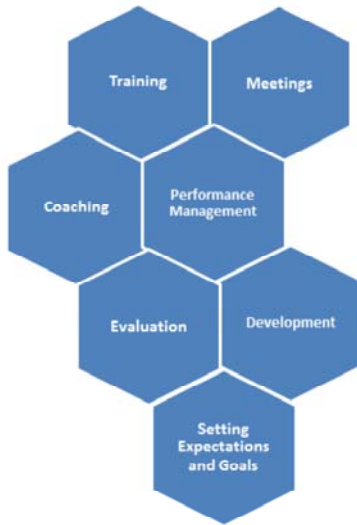 Training
Meetings
Coaching
Performance
Management
Evaluation
Development
Setting
Expectations
and Goals